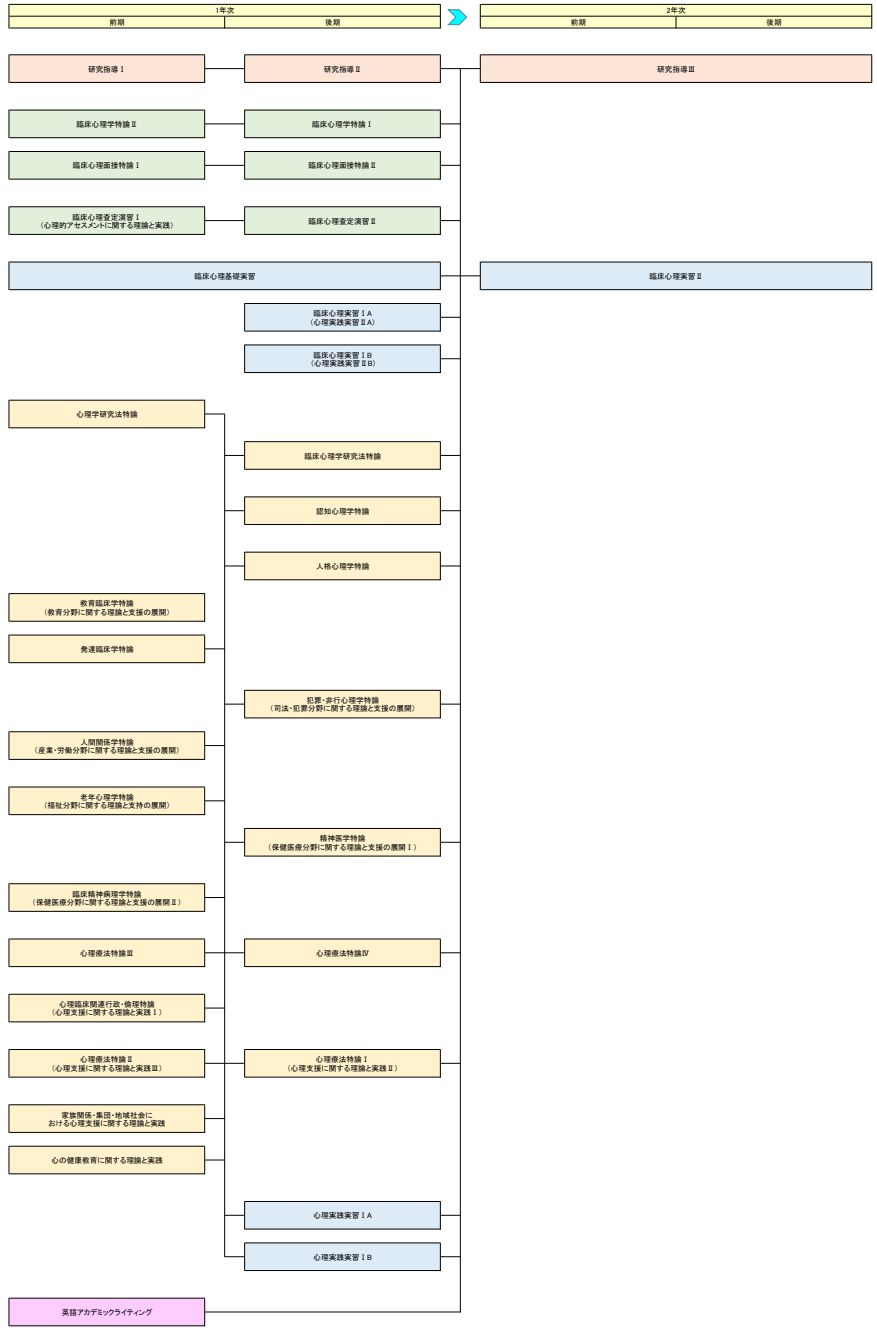 1年次
2年次
前期
後期
前期
後期
研究指導Ⅰ
研究指導Ⅱ
研究指導Ⅲ
臨床心理学特論Ⅱ
臨床心理学特論Ⅰ
臨床心理面接特論Ⅰ
臨床心理面接特論Ⅱ
臨床心理査定演習Ⅰ
（心理的アセスメントに関する理論と実践）
臨床心理査定演習Ⅱ
臨床心理基礎実習
臨床心理実習Ⅱ
臨床心理実習ⅠA
（心理実践実習ⅡA）
臨床心理実習ⅠB
（心理実践実習ⅡB）
心理学研究法特論
臨床心理学研究法特論
認知心理学特論
人格心理学特論
教育臨床学特論
（教育分野に関する理論と支援の展開）
発達臨床学特論
犯罪・非行心理学特論
（司法・犯罪分野に関する理論と支援の展開）
人間関係学特論
（産業・労働分野に関する理論と支援の展開）
老年心理学特論
（福祉分野に関する理論と支持の展開）
精神医学特論
（保健医療分野に関する理論と支援の展開Ⅰ）
臨床精神病理学特論
（保健医療分野に関する理論と支援の展開Ⅱ）
心理療法特論Ⅲ
心理療法特論Ⅳ
心理臨床関連行政・倫理特論
（心理支援に関する理論と実践Ⅰ）
心理療法特論Ⅱ
（心理支援に関する理論と実践Ⅲ）
心理療法特論Ⅰ
（心理支援に関する理論と実践Ⅱ）
家族関係・集団・地域社会に
おける心理支援に関する理論と実践
心の健康教育に関する理論と実践
心理実践実習ⅠA
心理実践実習ⅠB
英語アカデミックライティング